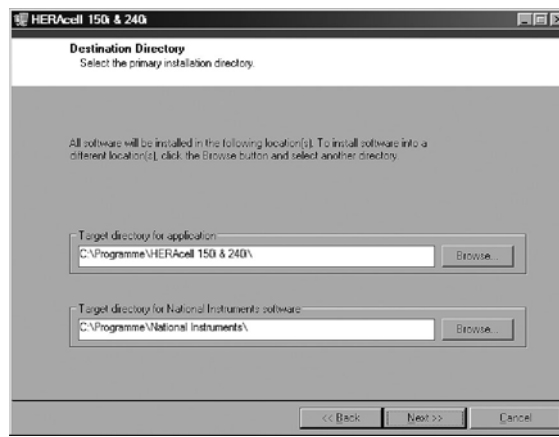 HERAcell 150i & 240i
Destination Directory
Select the primary installation directory.
All software will be installed in the following location(s). To install software into a
different location(s), click the Browse button and select another directory.
Target directory for application
C:\Programme\HERAcell 150i & 240i\
Browse...
Target directory for National Instruments software
C:\Programme\National Instruments\
Browse...
<< Back
Next >>
Cancel